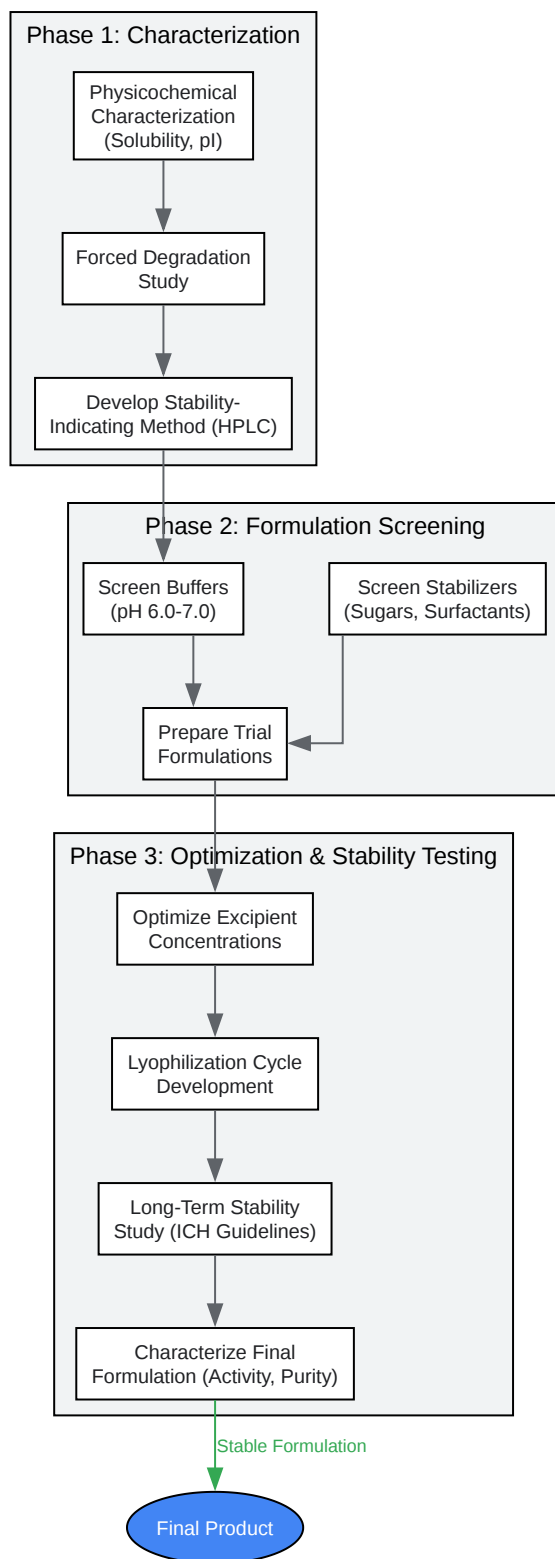 Phase 1: Characterization
Physicochemical
Characterization
(Solubility, pI)
Forced Degradation
Study
Develop Stability-
Indicating Method (HPLC)
Phase 2: Formulation Screening
Screen Buffers
(pH 6.0-7.0)
Screen Stabilizers
(Sugars, Surfactants)
Prepare Trial
Formulations
Phase 3: Optimization & Stability Testing
Optimize Excipient
Concentrations
Lyophilization Cycle
Development
Long-Term Stability
Study (ICH Guidelines)
Characterize Final
Formulation (Activity, Purity)
Stable Formulation
Final Product